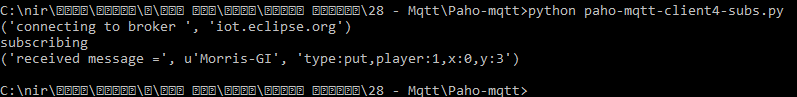 C:\nir\▯▯▯▯▯\▯▯▯▯▯▯\▯\▯▯▯▯ ▯▯▯ ▯▯▯▯▯▯ ▯▯▯▯▯▯\28 - Mqtt\Paho-mqtt>python paho-mqtt-client4-subs.py
('connecting to broker ', 'iot.eclipse.org')
subscribing
('received message =', u'Morris-GI', 'type:put,player:1,x:0,y:3')
C:\nir\▯▯▯▯▯\▯▯▯▯▯▯\▯\▯▯▯▯ ▯▯▯ ▯▯▯▯▯▯ ▯▯▯▯▯▯\28 - Mqtt\Paho-mqtt>